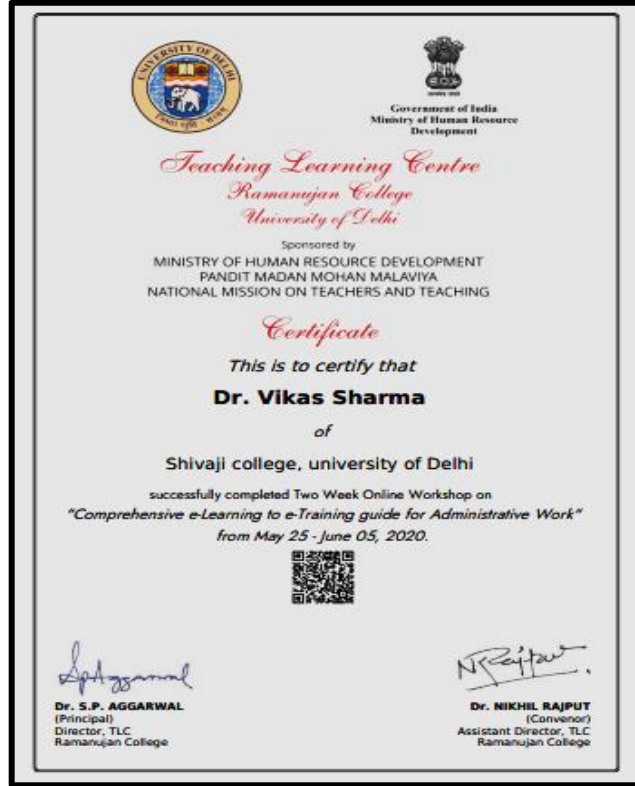 UNIVERSITY OF DELHI
Government of India
Ministry of Human Resource
Development
Teaching Learning Centre
Ramanujan College
University of Delhi
Sponsored by
MINISTRY OF HUMAN RESOURCE DEVELOPMENT
PANDIT MADAN MOHAN MALAVIYA
NATIONAL MISSION ON TEACHERS AND TEACHING
Certificate
This is to certify that
Dr. Vikas Sharma
of
Shivaji college, university of Delhi
successfully completed Two Week Online Workshop on
"Comprehensive e-Learning to e-Training guide for Administrative Work"
from May 25 - June 05, 2020.
SpAggarwal
NRajput
Dr. S.P. AGGARWAL
(Principal)
Director, TLC
Ramanujan College
Dr. NIKHIL RAJPUT
(Convenor)
Assistant Director, TLC
Ramanujan College